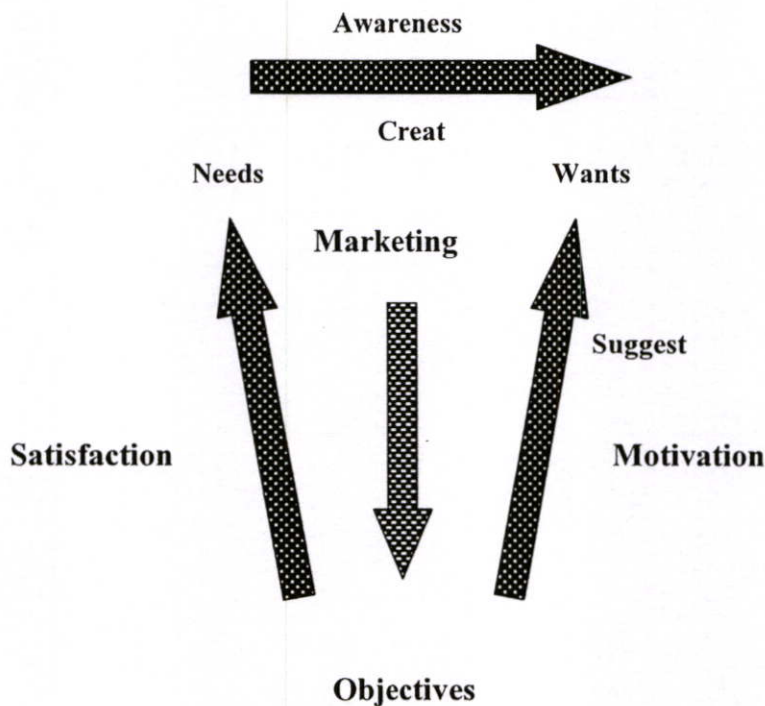 Awareness
Creat
Needs Wants
Marketing
Suggest
Satisfaction Motivation
Objectives